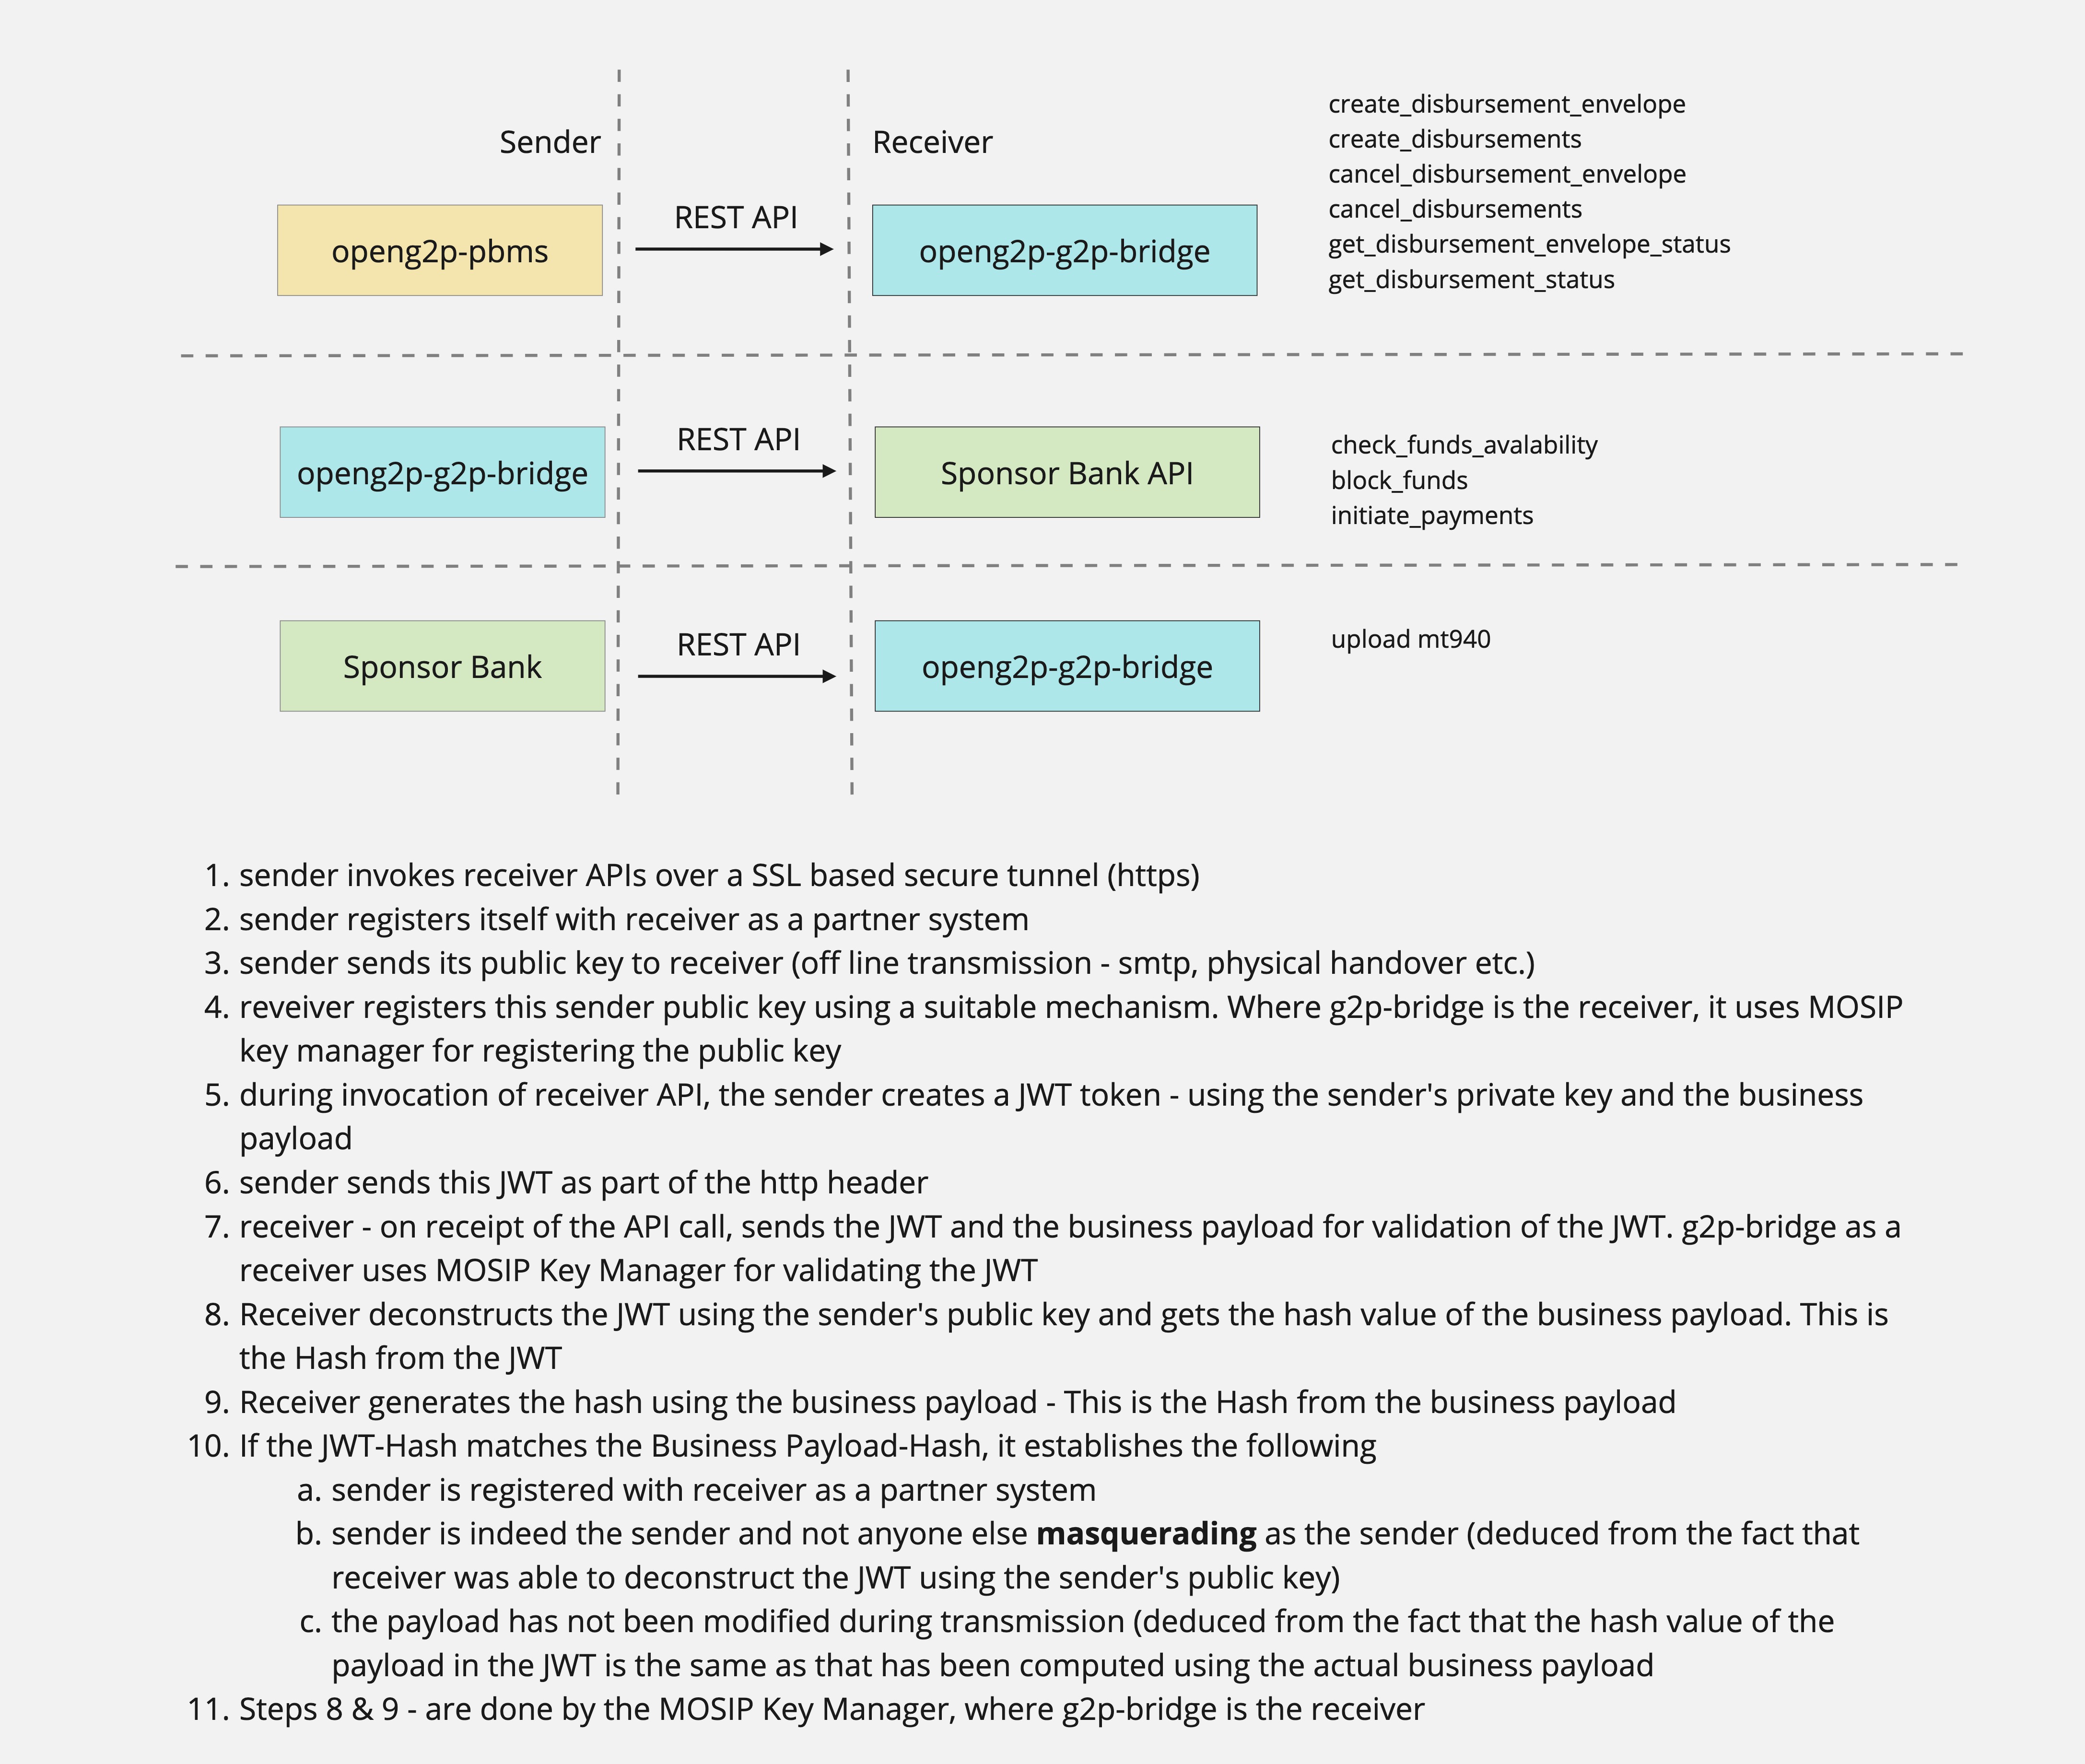 Sender
Receiver
create_disbursement_envelope
create_disbursements
cancel_disbursement_envelope
cancel_disbursements
get_disbursement_envelope_status
get_disbursement_status
openg2p-pbms
REST API
openg2p-g2p-bridge
openg2p-g2p-bridge
REST API
Sponsor Bank API
check_funds_avalability
block_funds
initiate_payments
Sponsor Bank
REST API
openg2p-g2p-bridge
upload mt940
1. sender invokes receiver APIs over a SSL based secure tunnel (https)
2. sender registers itself with receiver as a partner system
3. sender sends its public key to receiver (off line transmission - smtp, physical handover etc.)
4. reveiver registers this sender public key using a suitable mechanism. Where g2p-bridge is the receiver, it uses MOSIP
key manager for registering the public key
5. during invocation of receiver API, the sender creates a JWT token - using the sender's private key and the business
payload
6. sender sends this JWT as part of the http header
7. receiver - on receipt of the API call, sends the JWT and the business payload for validation of the JWT. g2p-bridge as a
receiver uses MOSIP Key Manager for validating the JWT
8. Receiver deconstructs the JWT using the sender's public key and gets the hash value of the business payload. This is
the Hash from the JWT
9. Receiver generates the hash using the business payload - This is the Hash from the business payload
10. If the JWT-Hash matches the Business Payload-Hash, it establishes the following
a. sender is registered with receiver as a partner system
b. sender is indeed the sender and not anyone else masquerading as the sender (deduced from the fact that
receiver was able to deconstruct the JWT using the sender's public key)
c. the payload has not been modified during transmission (deduced from the fact that the hash value of the
payload in the JWT is the same as that has been computed using the actual business payload
11. Steps 8 & 9 - are done by the MOSIP Key Manager, where g2p-bridge is the receiver